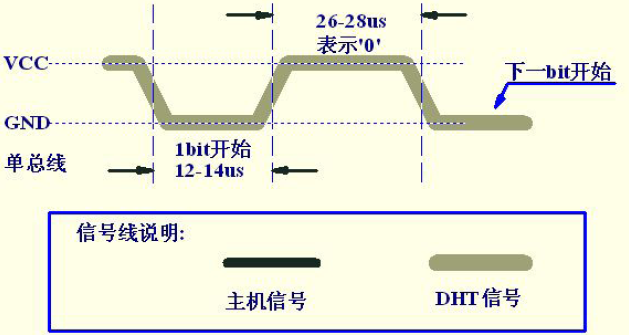 26-28us
表示'0'
VCC
下一bit开始
GND
单总线
1bit开始
12-14us
信号线说明:
主机信号
DHT信号